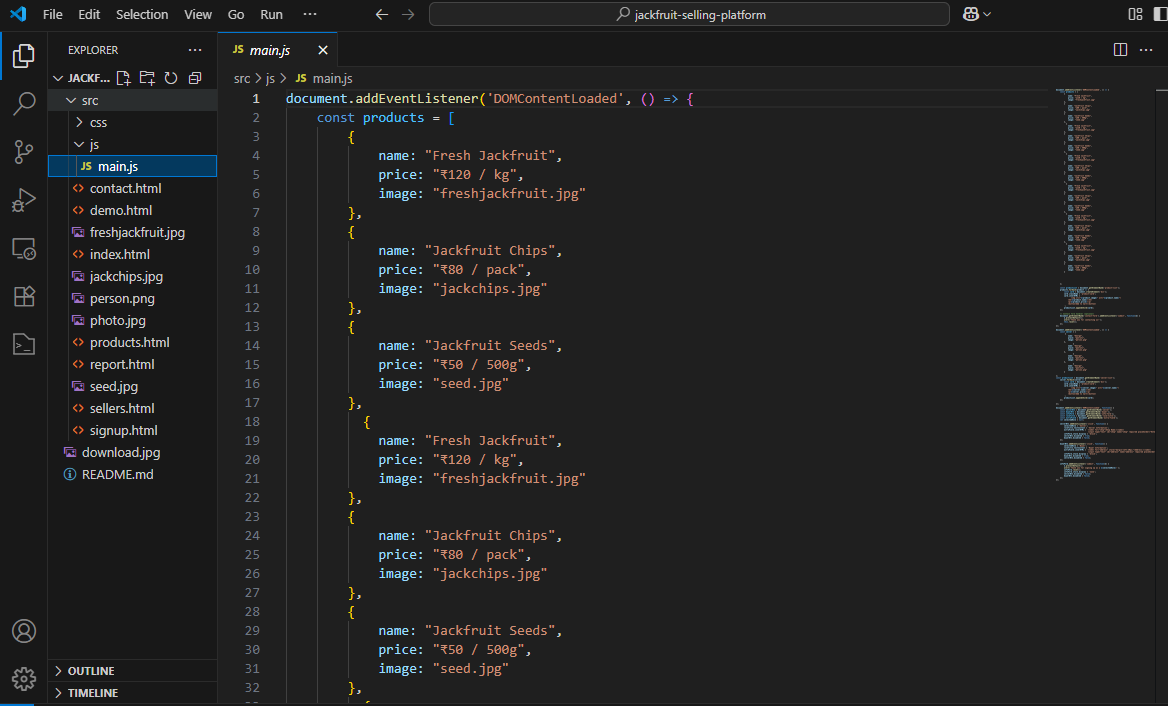 File Edit Selection View Go Run ··· jackfruit-selling-platform
EXPLORER ···
JACKF...
src
css
js
JS main.js
contact.html
demo.html
freshjackfruit.jpg
index.html
jackchips.jpg
person.png
photo.jpg
products.html
report.html
seed.jpg
sellers.html
signup.html
download.jpg
README.md
OUTLINE
TIMELINE
JS main.js
src > js > JS main.js
1 document.addEventListener('DOMContentLoaded', () => {
2 const products = [
3 {
4 name: "Fresh Jackfruit",
5 price: "₹120 / kg",
6 image: "freshjackfruit.jpg"
7 },
8 {
9 name: "Jackfruit Chips",
10 price: "₹80 / pack",
11 image: "jackchips.jpg"
12 },
13 {
14 name: "Jackfruit Seeds",
15 price: "₹50 / 500g",
16 image: "seed.jpg"
17 },
18 {
19 name: "Fresh Jackfruit",
20 price: "₹120 / kg",
21 image: "freshjackfruit.jpg"
22 },
23 {
24 name: "Jackfruit Chips",
25 price: "₹80 / pack",
26 image: "jackchips.jpg"
27 },
28 {
29 name: "Jackfruit Seeds",
30 price: "₹50 / 500g",
31 image: "seed.jpg"
32 },